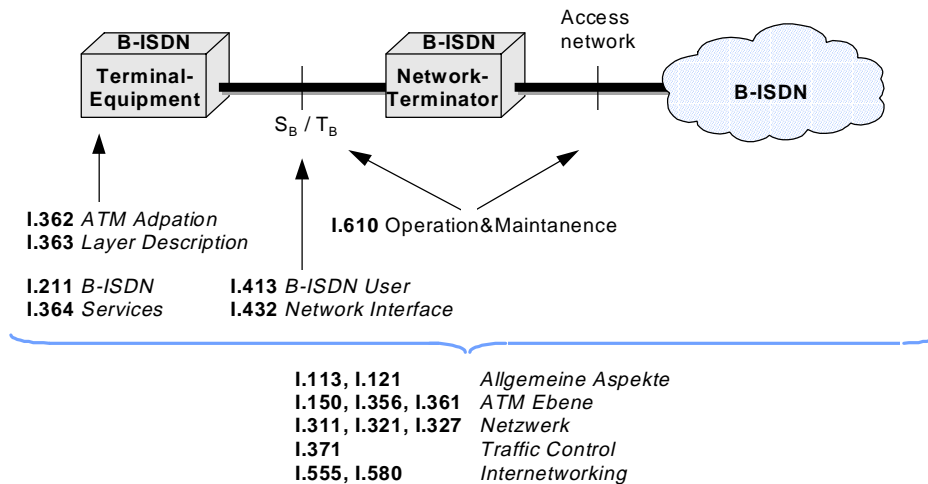 B-ISDN
Terminal-
Equipment
S_B / T_B
B-ISDN
Network-
Terminator
Access
network
B-ISDN
I.362 ATM Adpation
I.363 Layer Description
I.211 B-ISDN
I.364 Services
I.413 B-ISDN User
I.432 Network Interface
I.610 Operation&Maintanence
I.113, I.121 Allgemeine Aspekte
I.150, I.356, I.361 ATM Ebene
I.311, I.321, I.327 Netzwerk
I.371 Traffic Control
I.555, I.580 Internetworking